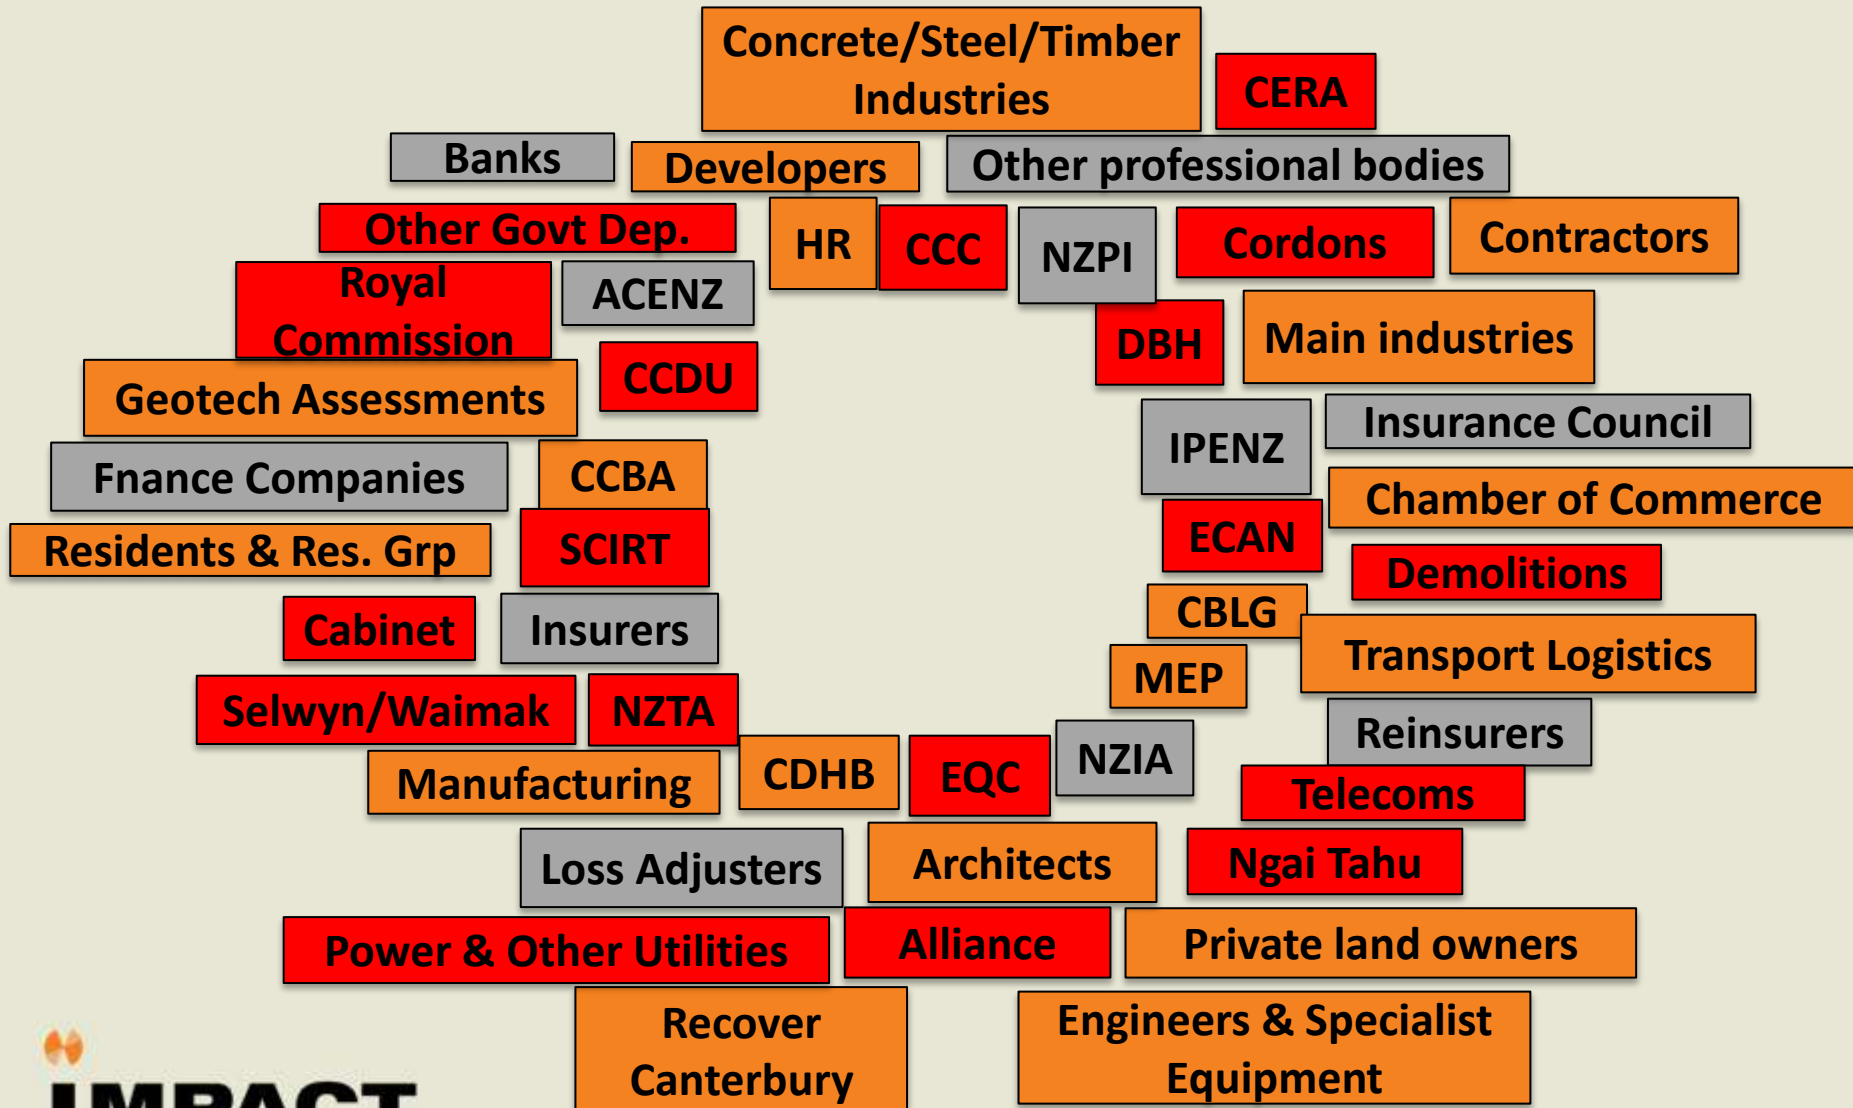 Concrete/Steel/Timber
Industries
CERA
Banks
Developers
Other professional bodies
Other Govt Dep.
HR
CCC
NZPI
Cordons
Contractors
Royal
Commission
ACENZ
DBH
Main industries
Geotech Assessments
CCDU
Insurance Council
IPENZ
Fnance Companies
CCBA
Chamber of Commerce
Residents & Res. Grp
SCIRT
ECAN
Demolitions
Cabinet
Insurers
CBLG
Transport Logistics
MEP
Selwyn/Waimak
NZTA
Reinsurers
Manufacturing
CDHB
EQC
NZIA
Telecoms
Loss Adjusters
Architects
Ngai Tahu
Power & Other Utilities
Alliance
Private land owners
Recover
Canterbury
Engineers & Specialist
Equipment
IMPACT